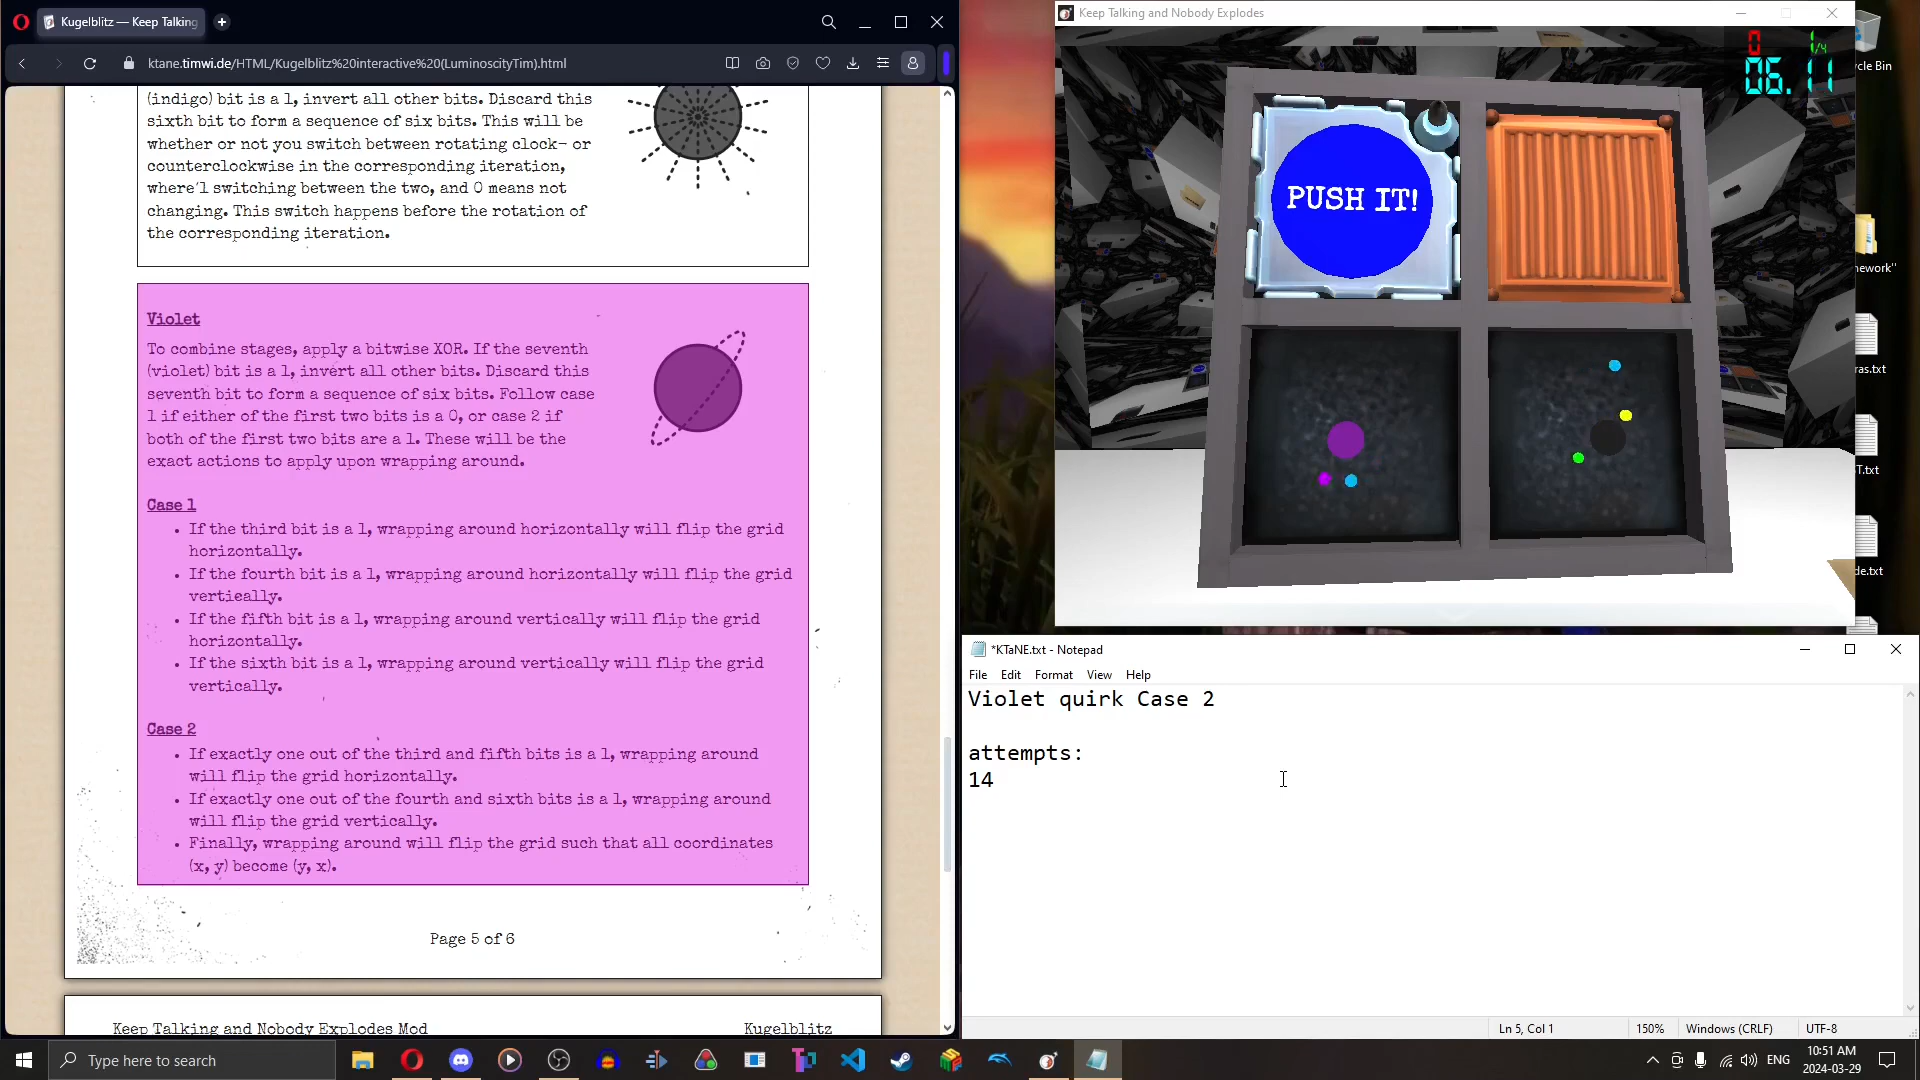 Kugelblitz — Keep Talking
ktane.timwi.de/HTML/Kugelblitz%20interactive%20(LuminoscityTim).html
(indigo) bit is a 1, invert all other bits. Discard this
sixth bit to form a sequence of six bits. This will be
whether or not you switch between rotating clock- or
counterclockwise in the corresponding iteration,
where 1 switching between the two, and 0 means not
changing. This switch happens before the rotation of
the corresponding iteration.
Violet
To combine stages, apply a bitwise XOR. If the seventh
(violet) bit is a 1, invert all other bits. Discard this
seventh bit to form a sequence of six bits. Follow case
1 if either of the first two bits is a 0, or case 2 if
both of the first two bits are a 1. These will be the
exact actions to apply upon wrapping around.
Case 1
• If the third bit is a 1, wrapping around horizontally will flip the grid
horizontally.
• If the fourth bit is a 1, wrapping around horizontally will flip the grid
vertically.
• If the fifth bit is a 1, wrapping around vertically will flip the grid
horizontally.
• If the sixth bit is a 1, wrapping around vertically will flip the grid
vertically.
Case 2
• If exactly one out of the third and fifth bits is a 1, wrapping around
will flip the grid horizontally.
• If exactly one out of the fourth and sixth bits is a 1, wrapping around
will flip the grid vertically.
• Finally, wrapping around will flip the grid such that all coordinates
(x, y) become (y, x).
Page 5 of 6
Keep Talking and Nobody Explodes Mod
Kugelblitz
Keep Talking and Nobody Explodes
0
1/4
06.11
PUSH IT!
cycle Bin
ework"
ras.txt
T.txt
de.txt
*KTaNE.txt - Notepad
File Edit Format View Help
Violet quirk Case 2
attempts:
14
Ln 5, Col 1
150%
Windows (CRLF)
UTF-8
Type here to search
ENG
10:51 AM
2024-03-29